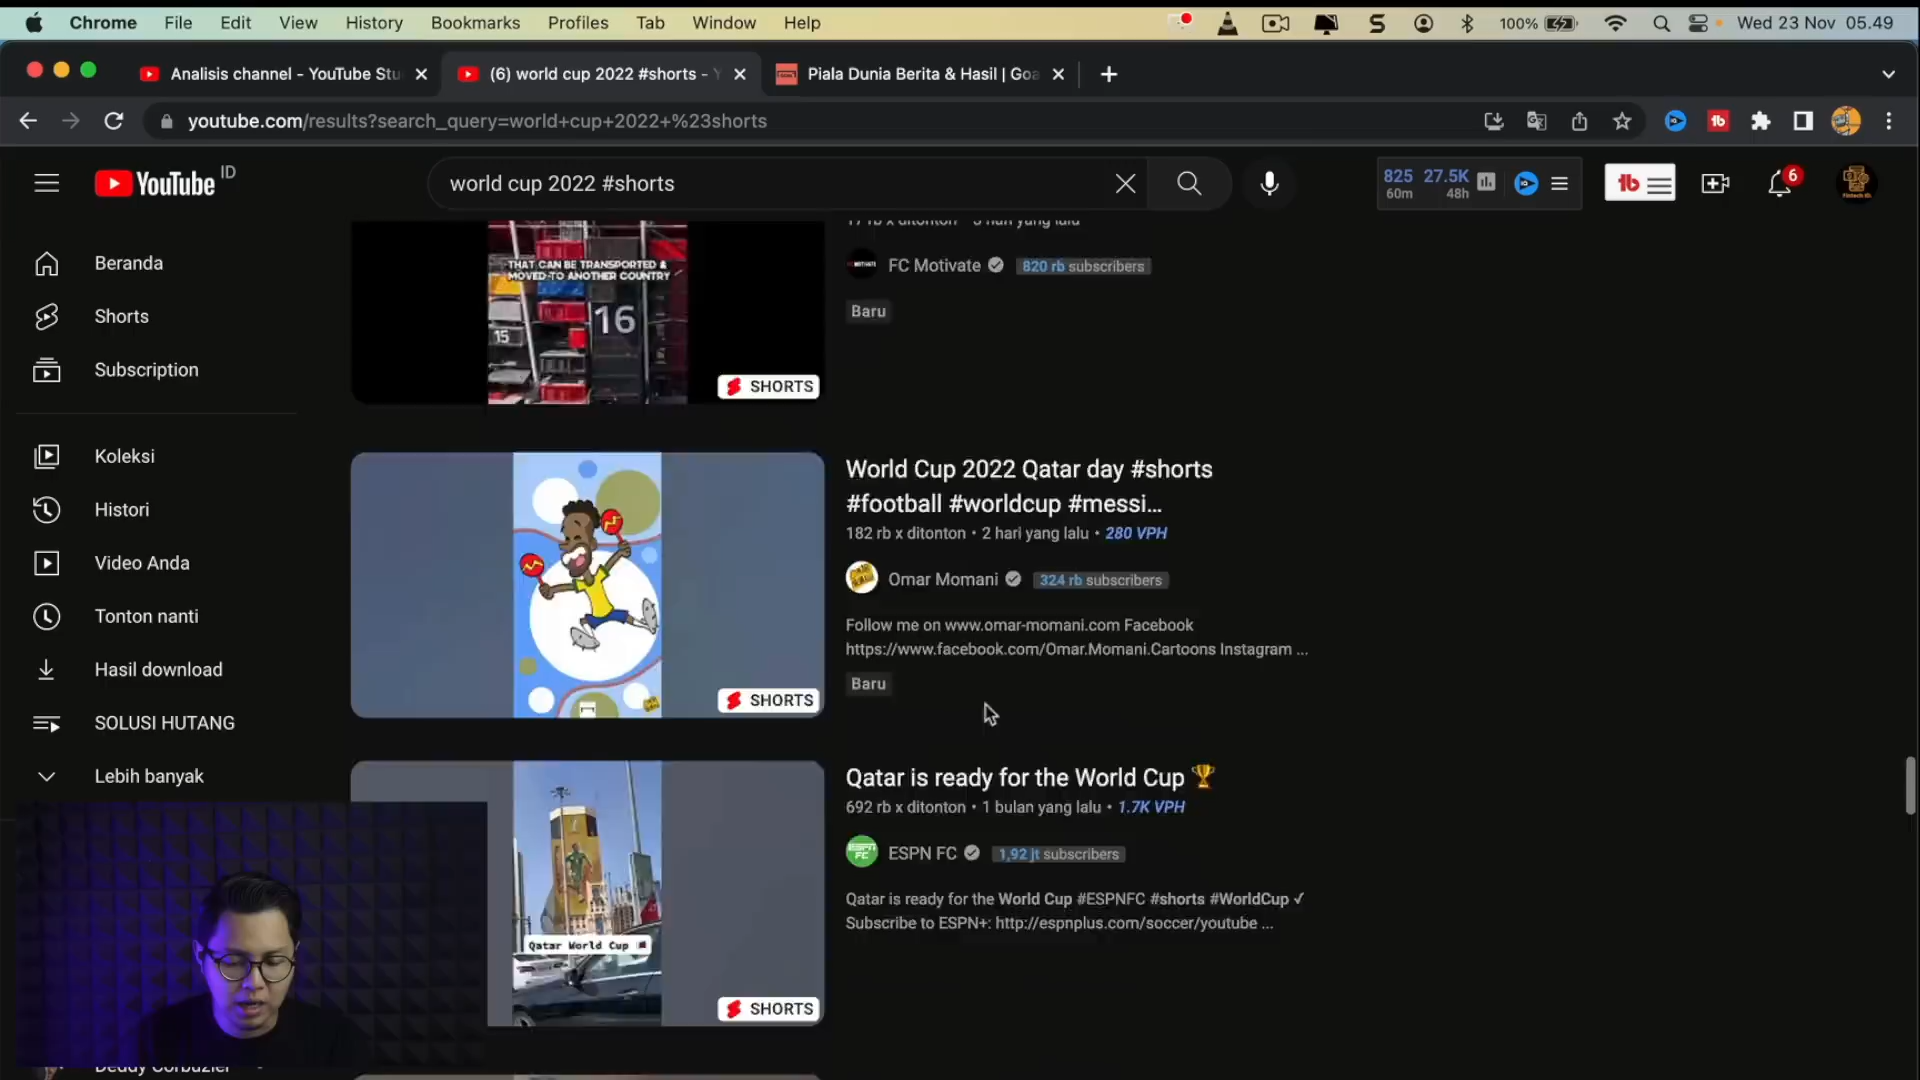 Chrome File Edit View History Bookmarks Profiles Tab Window Help
100% Wed 23 Nov 05.49
Analisis channel - YouTube Stu
(6) world cup 2022 #shorts - Y
Piala Dunia Berita & Hasil | Goa
youtube.com/results?search_query=world+cup+2022+%23shorts
YouTube ID
world cup 2022 #shorts
825 27.5K
60m 48h
6
Beranda
Shorts
Subscription
Koleksi
Histori
Video Anda
Tonton nanti
Hasil download
SOLUSI HUTANG
Lebih banyak
Deddy Corbuzier
THAT CAN BE TRANSPORTED &
MOVED TO ANOTHER COUNTRY
16
15
SHORTS
FC Motivate 820 rb subscribers
Baru
World Cup 2022 Qatar day #shorts
#football #worldcup #messi...
182 rb x ditonton • 2 hari yang lalu • 280 VPH
Omar Momani 324 rb subscribers
Follow me on www.omar-momani.com Facebook
https://www.facebook.com/Omar.Momani.Cartoons Instagram ...
Baru
SHORTS
Qatar is ready for the World Cup 🏆
692 rb x ditonton • 1 bulan yang lalu • 1.7K VPH
ESPN FC 1,92 jt subscribers
Qatar is ready for the World Cup #ESPNFC #shorts #WorldCup ✓
Subscribe to ESPN+: http://espnplus.com/soccer/youtube ...
Qatar World Cup
SHORTS